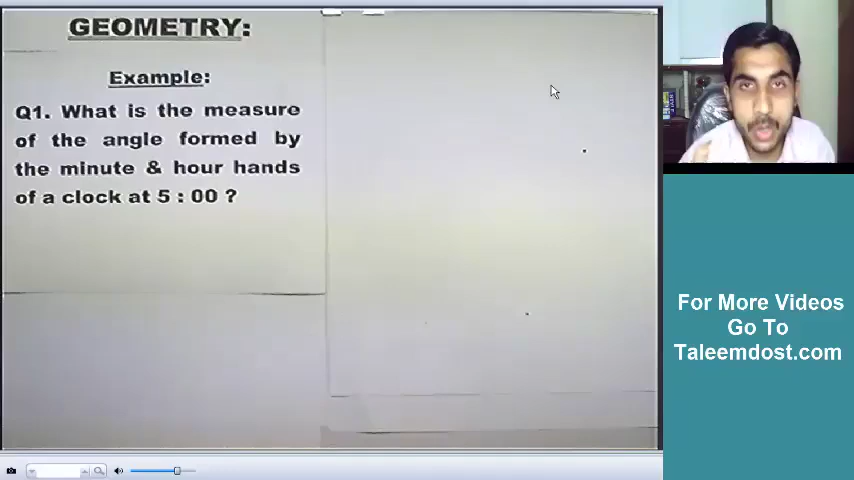 GEOMETRY:
Example:
Q1. What is the measure
of the angle formed by
the minute & hour hands
of a clock at 5 : 00 ?
For More Videos
Go To
Taleemdost.com